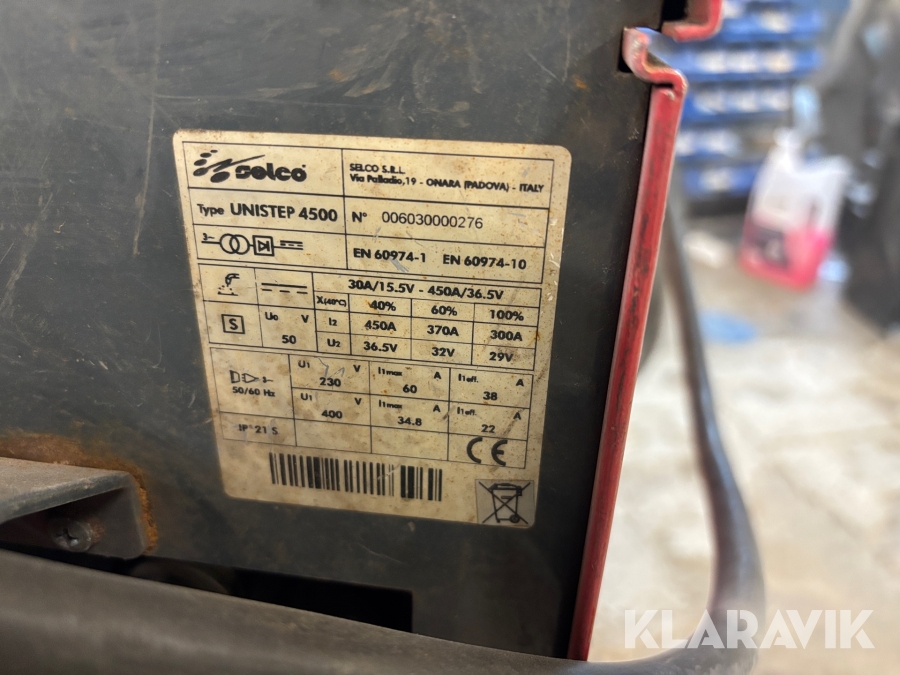 selco
SELCO S.R.L.
Via Palladio,19 - ONARA (PADOVA) - ITALY
Type UNISTEP 4500
N° 006030000276
EN 60974-1 EN 60974-10
30A/15.5V - 450A/36.5V
X(40°C) 40% 60% 100%
S
U0 V
50
I2 450A 370A 300A
U2 36.5V 32V 29V
50/60 Hz
U1 V
230
I1max A
60
I1eff. A
38
U1 V
400
I1max A
34.8
I1eff. A
22
IP 21 S
CE
KLARAVIK